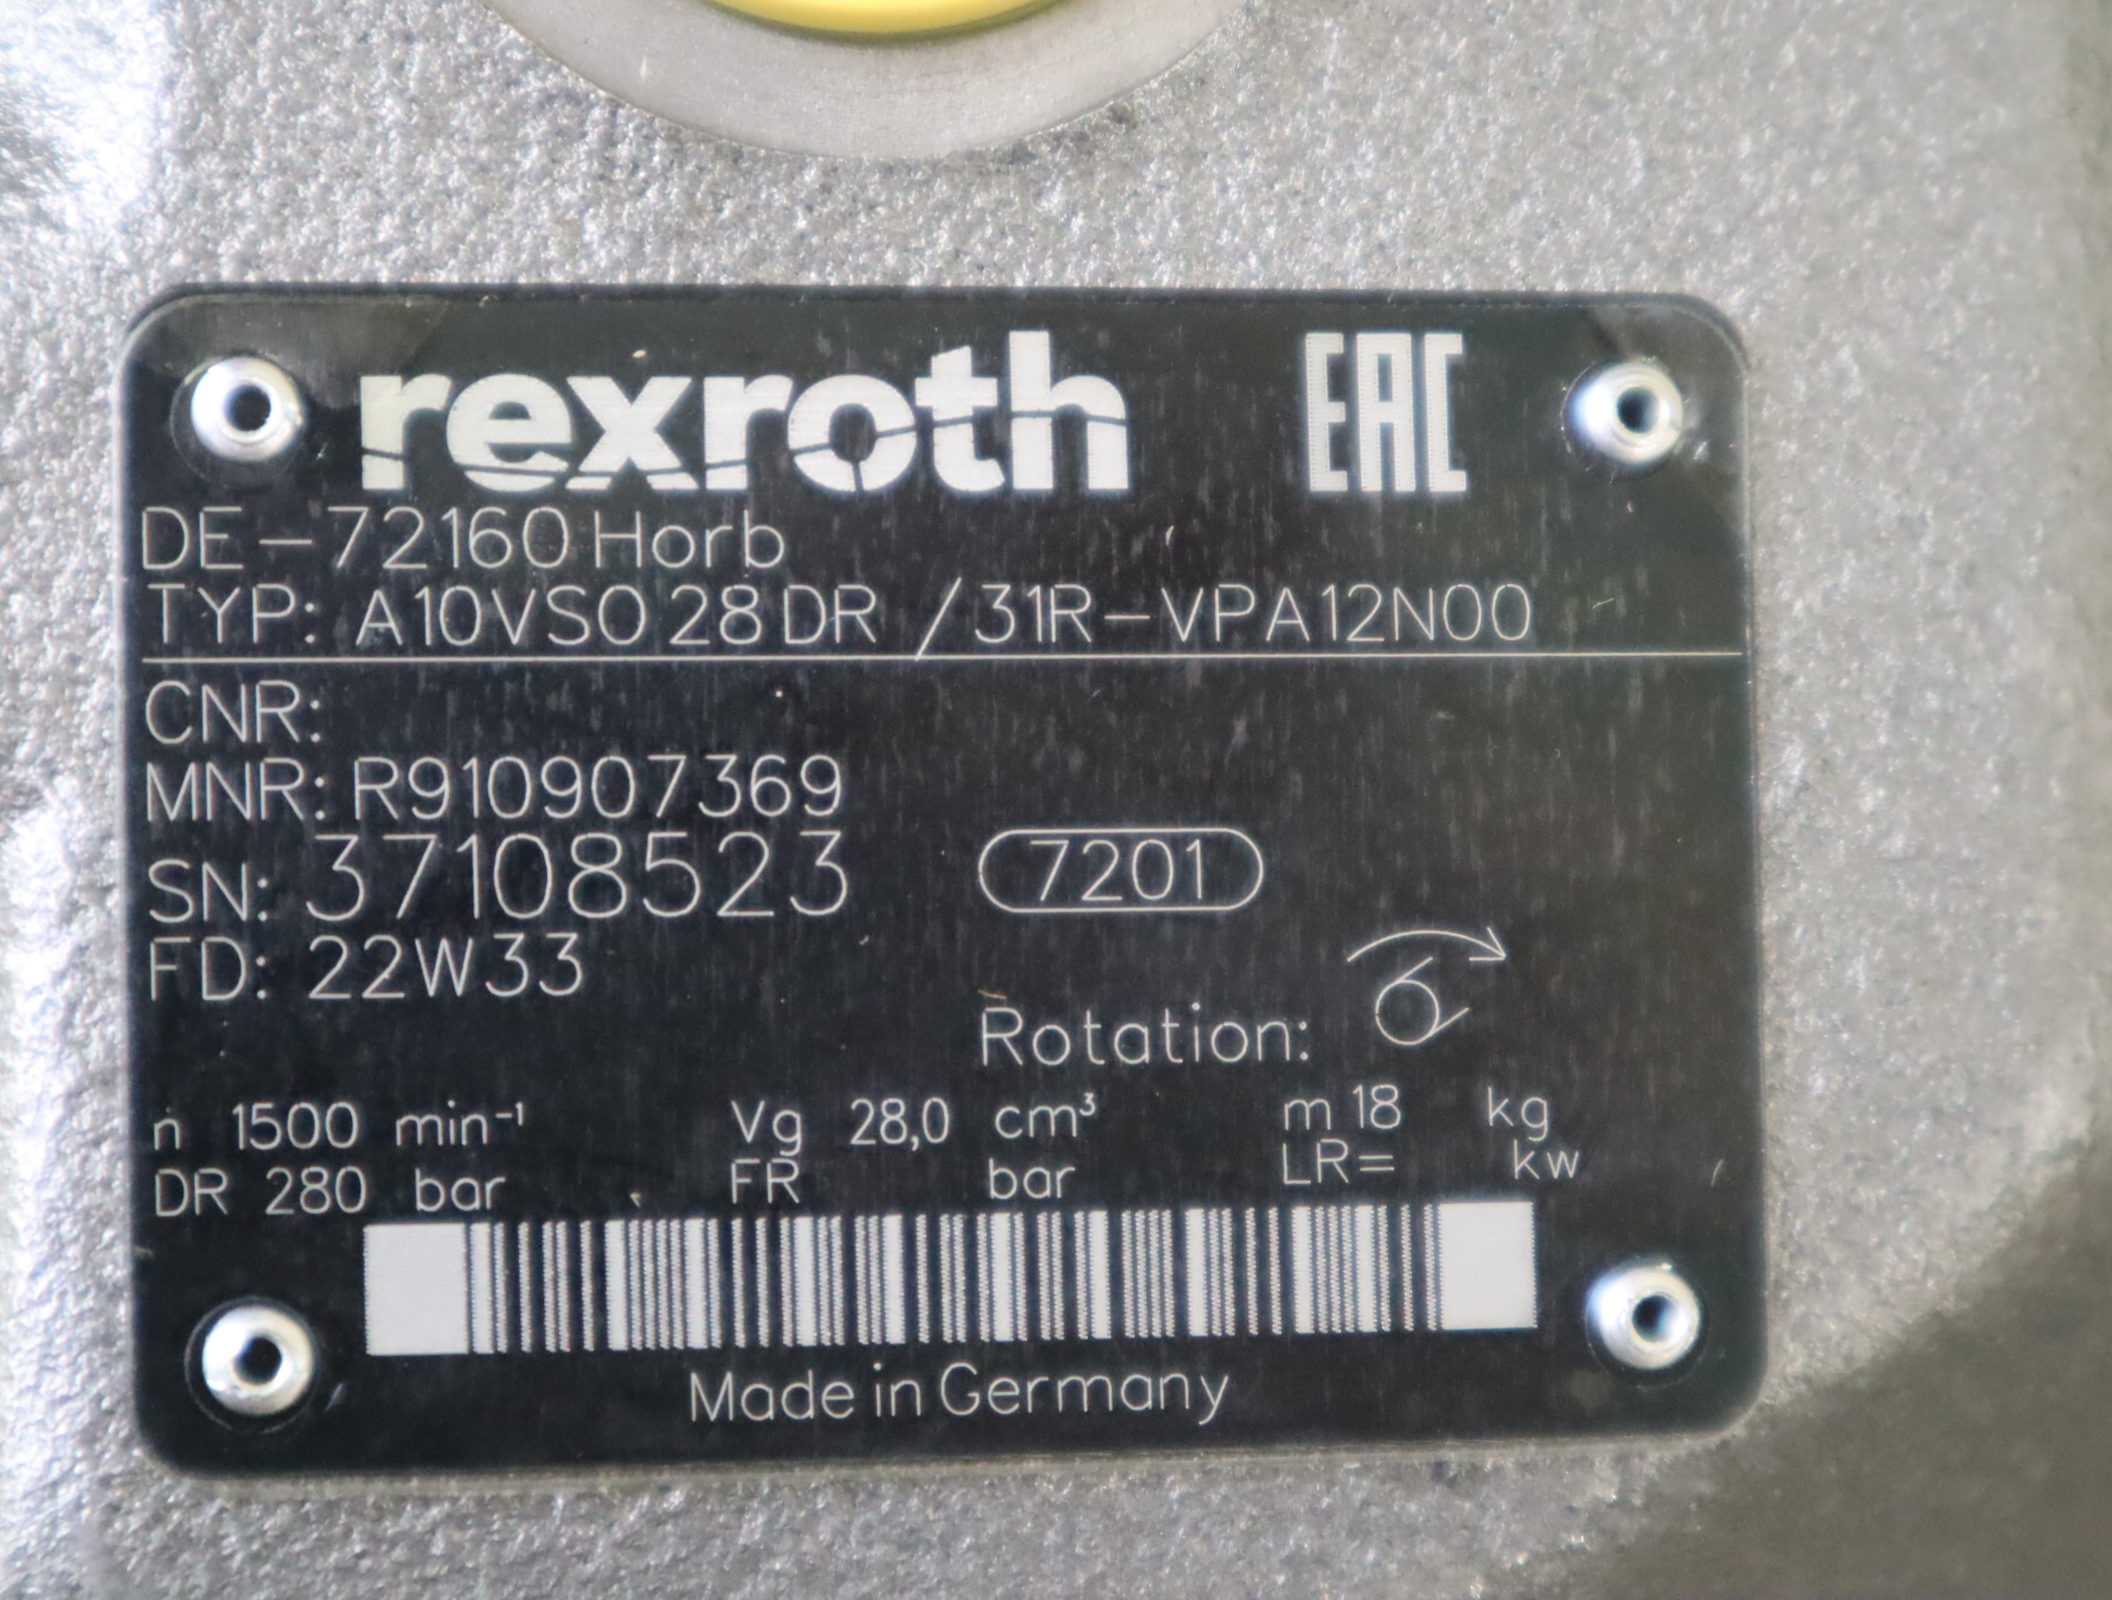 rexroth EAC
DE-72160 Horb
TYP: A10VSO 28 DR /31R-VPA12N00
CNR:
MNR: R910907369
SN: 37108523 7201
FD: 22W33
Rotation:
n 1500 min⁻¹ Vg 28,0 cm³ m 18 kg
DR 280 bar FR bar LR= kw
Made in Germany